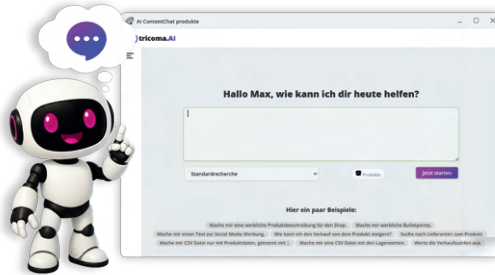 AI ContentChat produkte
tricoma.AI
Hallo Max, wie kann ich dir heute helfen?
Standardrecherche
Produkte
Jetzt starten
Hier ein paar Beispiele:
Mache mir eine werbliche Produktbeschreibung für den Shop. Mache mir werbliche Bulletpoints.
Mache mir einen Text zur Social Media Werbung. Wie kann ich den Verkauf von dem Produkt steigern? Suche nach Lieferanten zum Produkt.
Mache mir CSV Datei nur mit Produktdaten, getrennt mit ;. Mache mir eine CSV Datei mit den Lagerwerten. Werte die Verkaufszahlen aus.